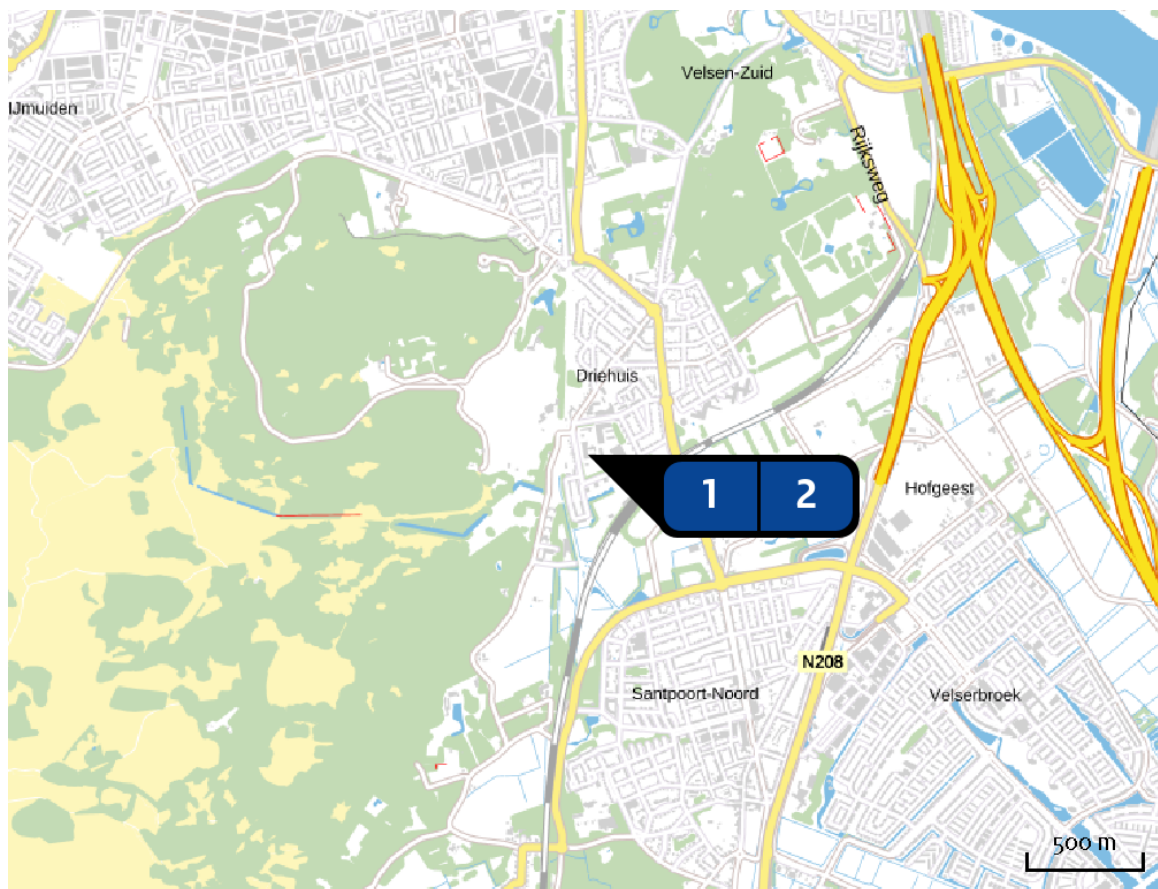 Velsen-Zuid
IJmuiden
Rijksweg
Driehuis
1 2
Hofgeest
N208
Santpoort-Noord
Velserbroek
500 m